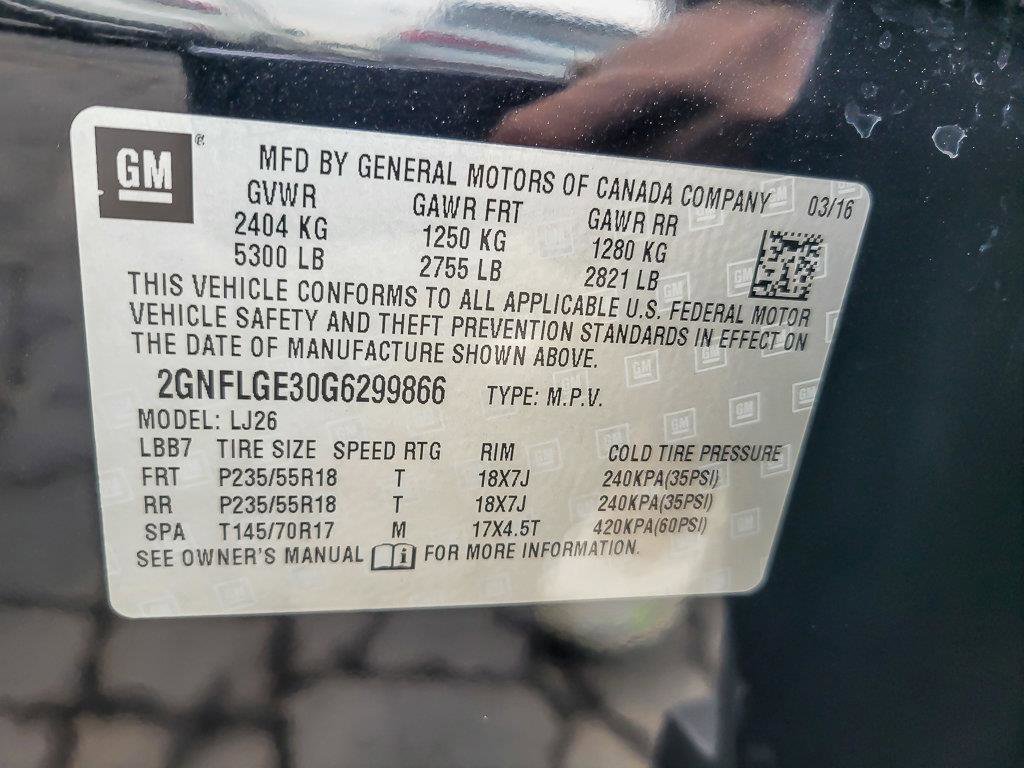 GM ®
MFD BY GENERAL MOTORS OF CANADA COMPANY 03/16
GVWR GAWR FRT GAWR RR
2404 KG 1250 KG 1280 KG
5300 LB 2755 LB 2821 LB
THIS VEHICLE CONFORMS TO ALL APPLICABLE U.S. FEDERAL MOTOR
VEHICLE SAFETY AND THEFT PREVENTION STANDARDS IN EFFECT ON
THE DATE OF MANUFACTURE SHOWN ABOVE.
2GNFLGE30G6299866 TYPE: M.P.V.
MODEL: LJ26
LBB7 TIRE SIZE SPEED RTG RIM COLD TIRE PRESSURE
FRT P235/55R18 T 18X7J 240KPA(35PSI)
RR P235/55R18 T 18X7J 240KPA(35PSI)
SPA T145/70R17 M 17X4.5T 420KPA(60PSI)
SEE OWNER'S MANUAL i FOR MORE INFORMATION.